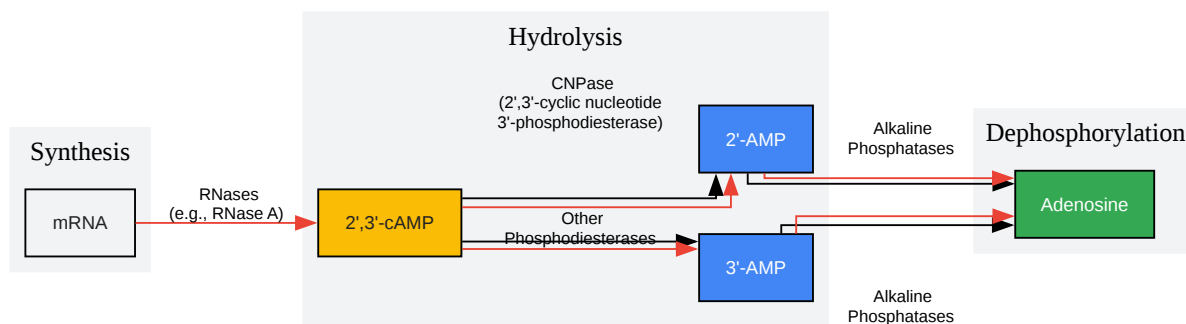 Hydrolysis
CNPase
(2',3'-cyclic nucleotide
3'-phosphodiesterase)
Synthesis
mRNA
RNases
(e.g., RNase A)
2',3'-cAMP
2'-AMP
Other
Phosphodiesterases
3'-AMP
Alkaline
Phosphatases
Dephosphorylation
Adenosine
Alkaline
Phosphatases